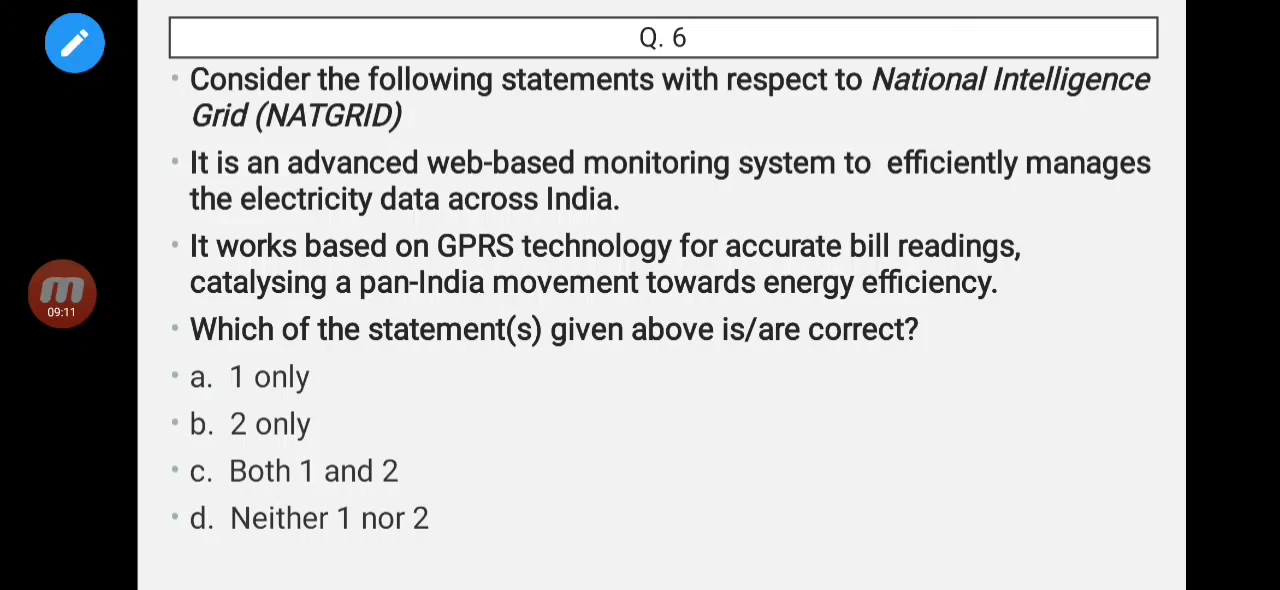 Q. 6
• Consider the following statements with respect to National Intelligence
Grid (NATGRID)
• It is an advanced web-based monitoring system to  efficiently manages
the electricity data across India.
• It works based on GPRS technology for accurate bill readings,
catalysing a pan-India movement towards energy efficiency.
• Which of the statement(s) given above is/are correct?
• a.  1 only
• b.  2 only
• c.  Both 1 and 2
• d.  Neither 1 nor 2
m
09:11